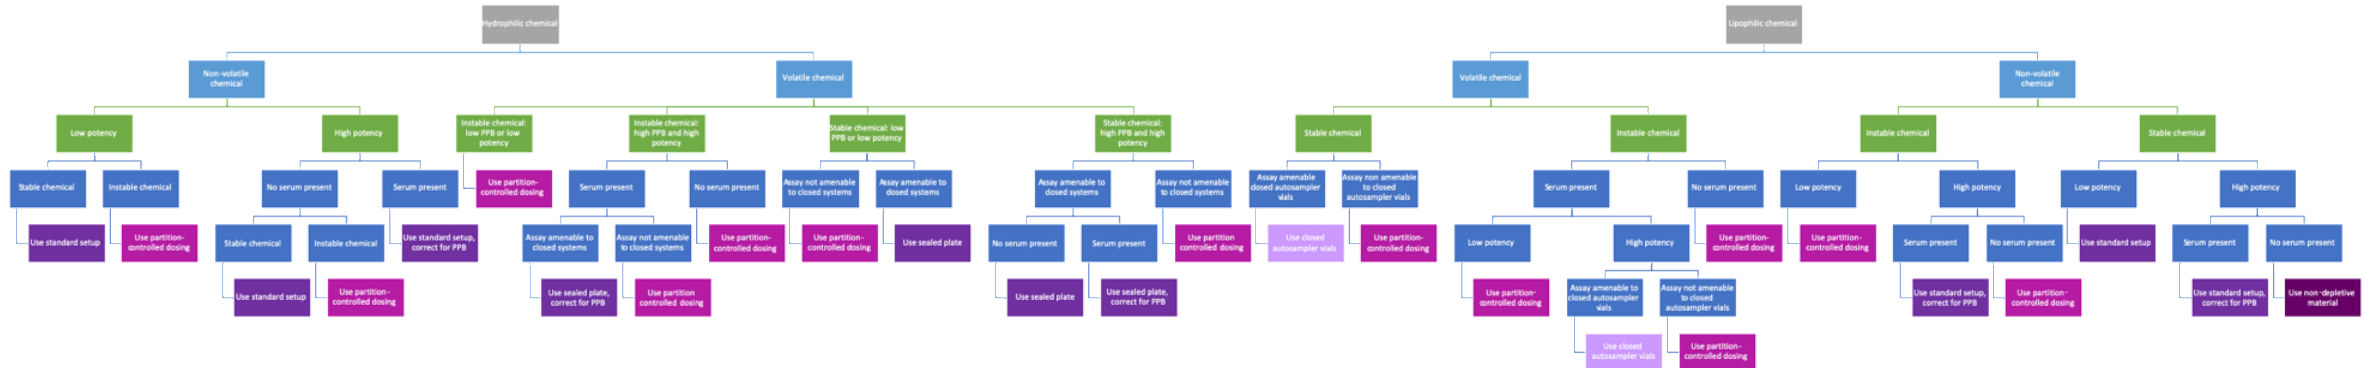 Hydrophilic chemical
Lipophilic chemical
Non-volatile
chemical
Volatile chemical
Volatile chemical
Non-volatile
chemical
Low potency
High potency
Instable chemical:
low PPB or low
potency
Instable chemical:
high PPB and high
potency
Stable chemical: low
PPB or low potency
Stable chemical:
high PPB and high
potency
Stable chemical
Instable chemical
Instable chemical
Stable chemical
Stable chemical
Instable chemical
No serum present
Serum present
Use partition-
controlled dosing
Serum present
No serum present
Assay not amenable
to closed systems
Assay amenable to
closed systems
Assay amenable to
closed systems
Assay not amenable
to closed systems
Assay amenable
closed autosampler
vials
Assay non amenable
to closed
autosampler vials
Serum present
No serum present
Low potency
High potency
Low potency
High potency
Use standard setup
Use partition-
controlled dosing
Stable chemical
Instable chemical
Use standard setup,
correct for PPB
Assay amenable to
closed systems
Assay not amenable
to closed systems
Use partition-
controlled dosing
Use partition-
controlled dosing
Use sealed plate
No serum present
Serum present
Use partition
controlled dosing
Use closed
autosampler vials
Use partition-
controlled dosing
Low potency
High potency
Use partition-
controlled dosing
Use partition-
controlled dosing
Serum present
No serum present
Use standard setup
Serum present
No serum present
Use standard setup
Use partition-
controlled dosing
Use sealed plate,
correct for PPB
Use partition
controlled dosing
Use sealed plate
Use sealed plate,
correct for PPB
Use partition-
controlled dosing
Assay amenable to
closed autosampler
vials
Assay not amenable
to closed
autosampler vials
Use standard setup,
correct for PPB
Use partition-
controlled dosing
Use standard setup,
correct for PPB
Use non-depletive
material
Use closed
autosampler vials
Use partition-
controlled dosing